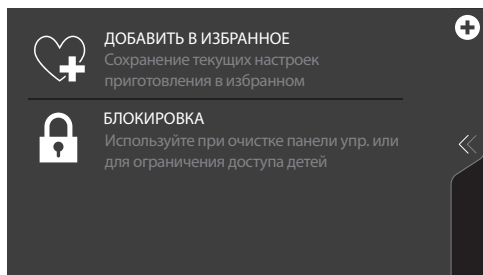 ДОБАВИТЬ В ИЗБРАННОЕ
Сохранение текущих настроек
приготовления в избранном
БЛОКИРОВКА
Используйте при очистке панели упр. или
для ограничения доступа детей